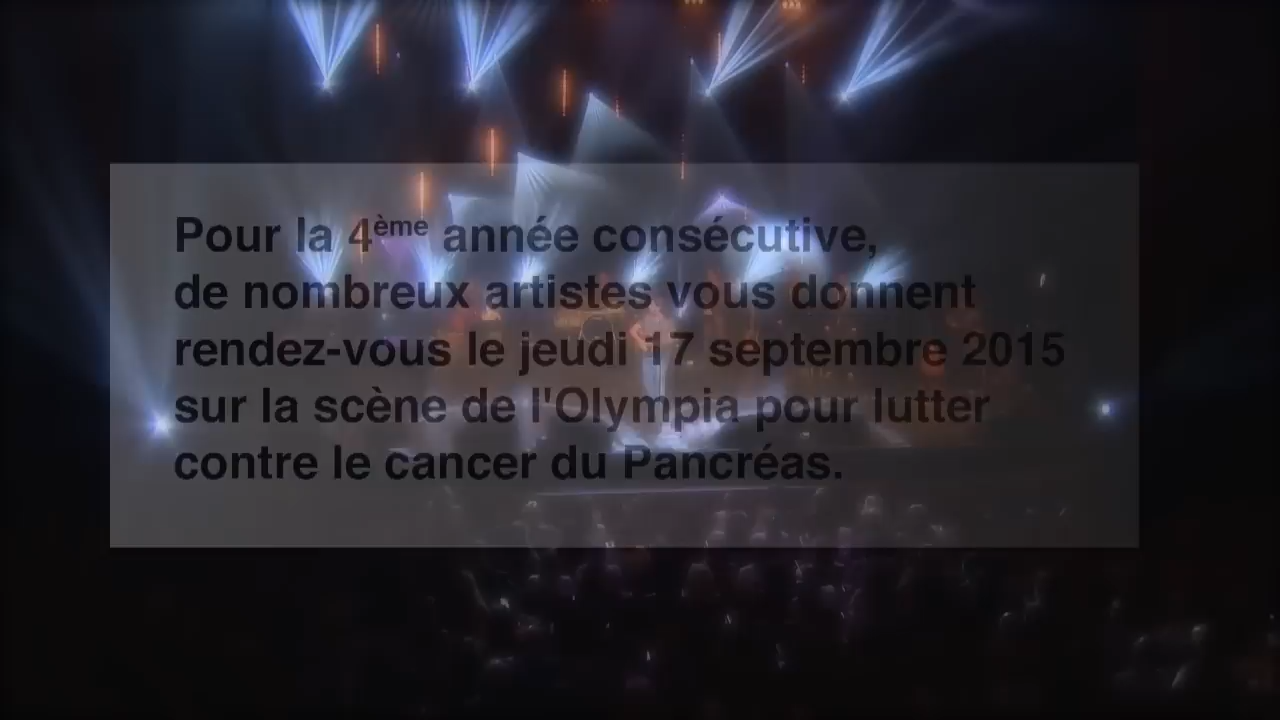 Pour la 4ème année consécutive,
de nombreux artistes vous donnent
rendez-vous le jeudi 17 septembre 2015
sur la scène de l'Olympia pour lutter
contre le cancer du Pancréas.